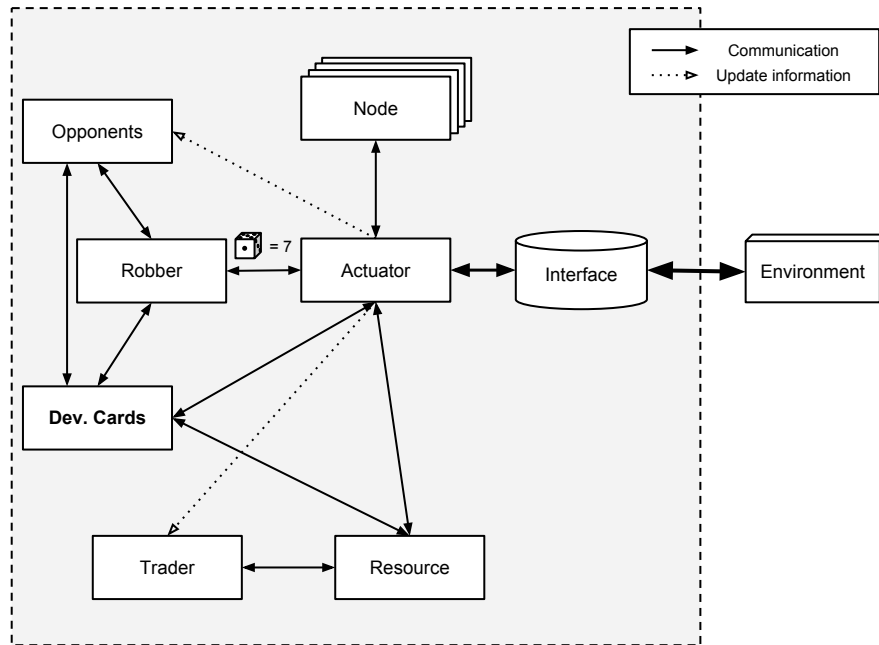 Communication
Update information
Node
Opponents
= 7
Robber
Actuator
Interface
Environment
Dev. Cards
Trader
Resource